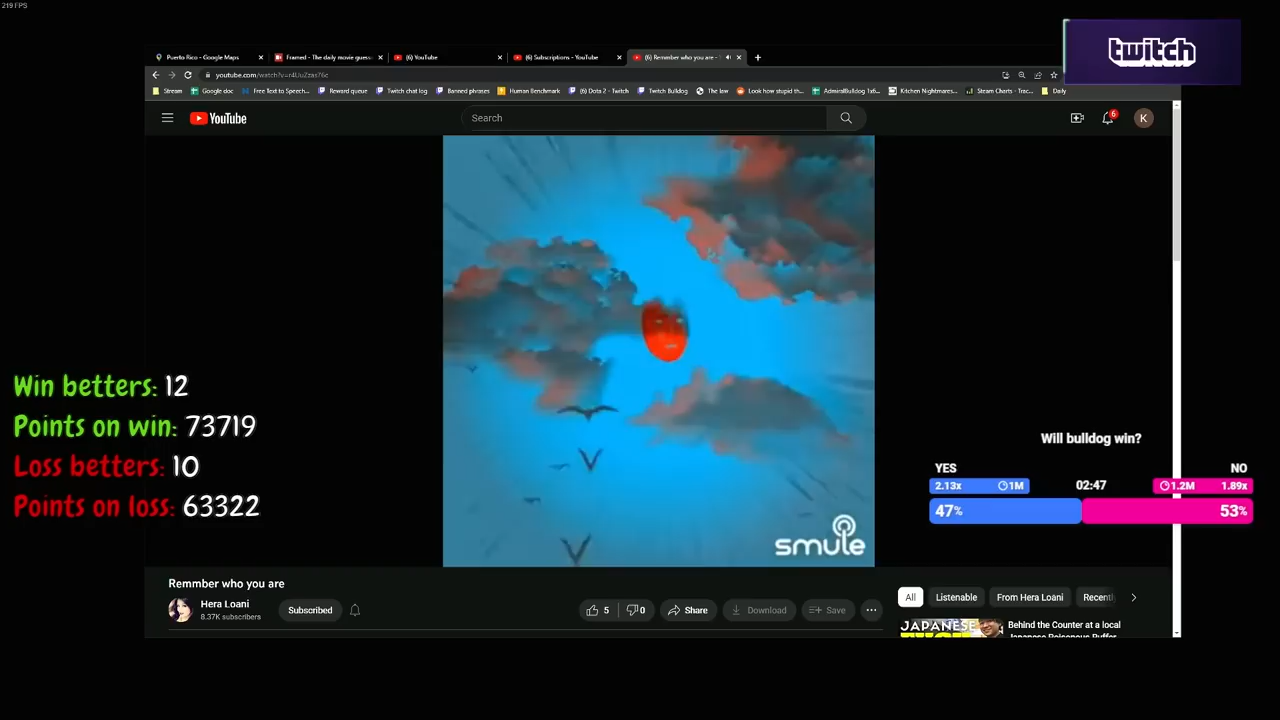 219 FPS
twitch
Puerto Rico - Google Maps
Framed - The daily movie guess
(6) YouTube
(6) Subscriptions - YouTube
(6) Remmber who you are -
youtube.com/watch?v=
Stream
Google doc
Free Text to Speech...
Reward queue
Twitch chat log
Banned phrases
Human Benchmark
(6) Dota 2 - Twitch
Twitch Bulldog
The law
Look how stupid th...
AdmiralBulldog
Kitchen Nightmares...
Steam Charts - Trac...
Daily
YouTube
Search
6
K
Win betters: 12
Points on win: 73719
Loss betters: 10
Points on loss: 63322
smule
Will bulldog win?
YES
NO
2.13x
1M
02:47
1.2M
1.89x
47%
53%
Remmber who you are
Hera Loani
8.37K subscribers
Subscribed
5
0
Share
Download
Save
All
Listenable
From Hera Loani
Recent
JAPANESE
Behind the Counter at a local
Japanese Poisonous Puffer